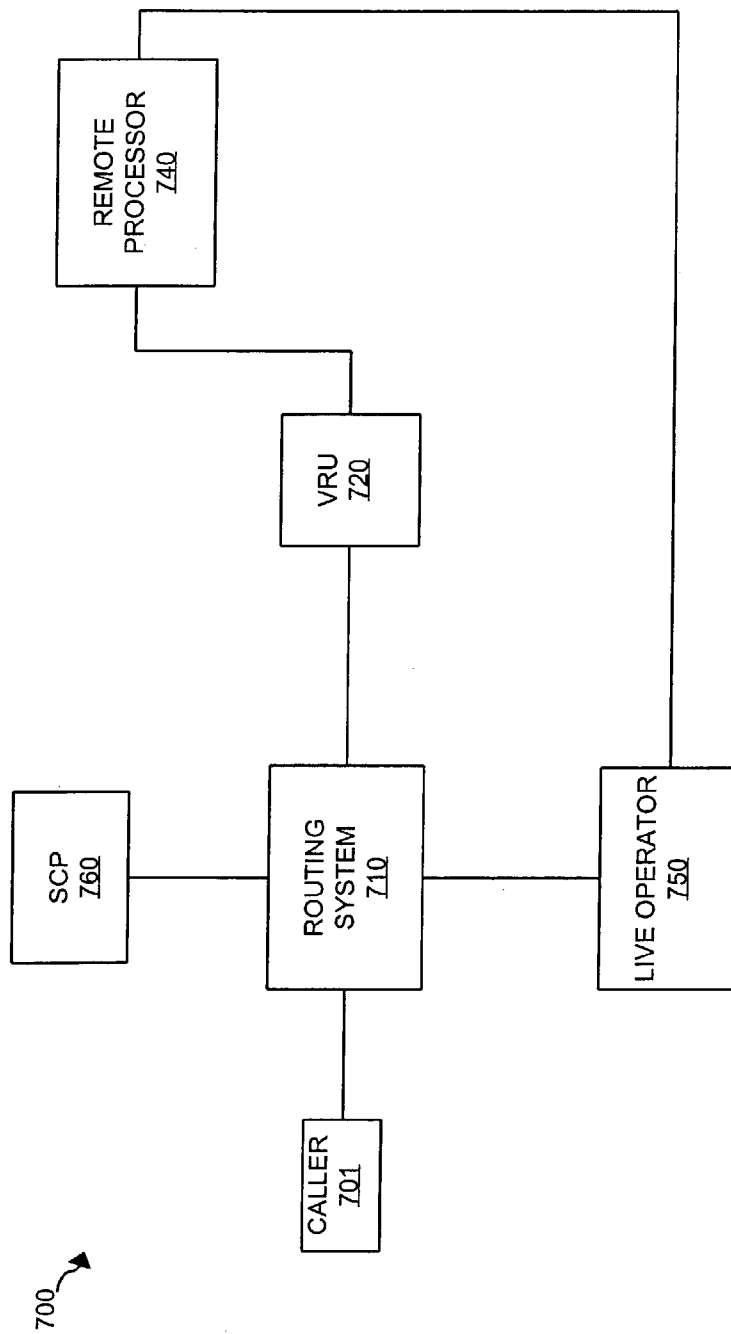 700
SCP
760
REMOTE
PROCESSOR
740
CALLER
701
ROUTING
SYSTEM
710
VRU
720
LIVE OPERATOR
750